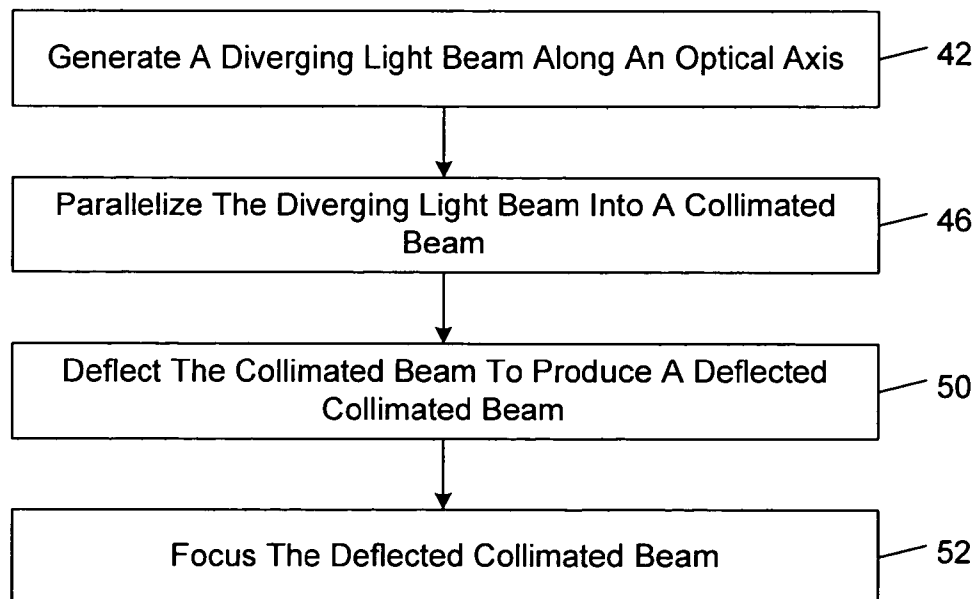 Generate A Diverging Light Beam Along An Optical Axis
42
Parallelize The Diverging Light Beam Into A Collimated
Beam
46
Deflect The Collimated Beam To Produce A Deflected
Collimated Beam
50
Focus The Deflected Collimated Beam
52